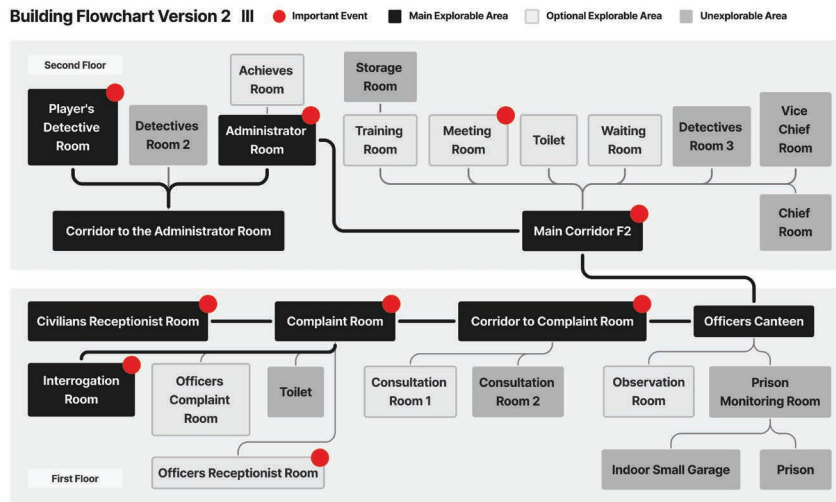 Building Flowchart Version 2 III
Important Event
Main Explorable Area
Optional Explorable Area
Unexplorable Area
Second Floor
Player's
Detective
Room
Detectives
Room 2
Achieves
Room
Administrator
Room
Storage
Room
Training
Room
Meeting
Room
Toilet
Waiting
Room
Detectives
Room 3
Vice
Chief
Room
Chief
Room
Corridor to the Administrator Room
Main Corridor F2
Civilians Receptionist Room
Complaint Room
Corridor to Complaint Room
Officers Canteen
Interrogation
Room
Officers
Complaint
Room
Toilet
Consultation
Room 1
Consultation
Room 2
Observation
Room
Prison
Monitoring Room
Officers Receptionist Room
Indoor Small Garage
Prison
First Floor